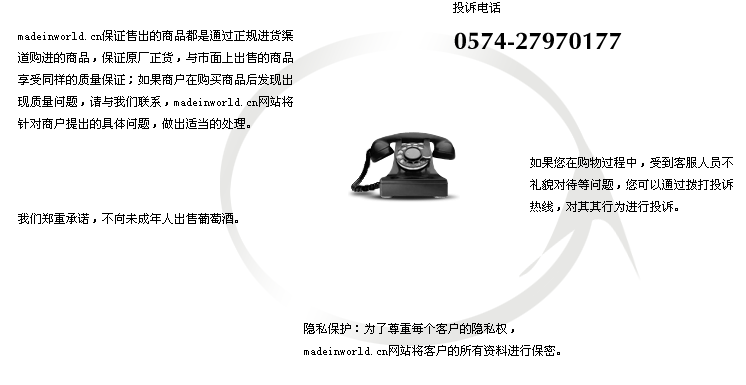 投诉电话
0574-27970177
madeinworld.cn保证售出的商品都是通过正规进货渠
道购进的商品，保证原厂正货，与市面上出售的商品
享受同样的质量保证；如果商户在购买商品后发现出
现质量问题，请与我们联系，madeinworld.cn网站将
针对商户提出的具体问题，做出适当的处理。
如果您在购物过程中，受到客服人员不
礼貌对待等问题，您可以通过拨打投诉
热线，对其其行为进行投诉。
我们郑重承诺，不向未成年人出售葡萄酒。
隐私保护：为了尊重每个客户的隐私权，
madeinworld.cn网站将客户的所有资料进行保密。